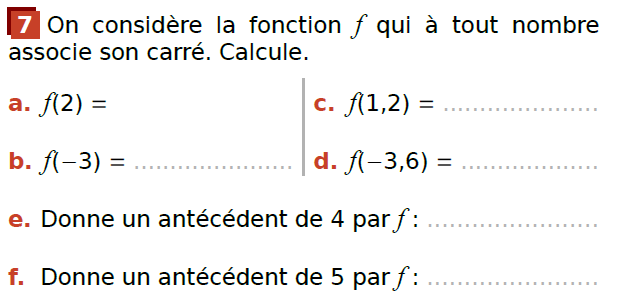 7 On considère la fonction f qui à tout nombre
associe son carré. Calcule.
a. f(2) =
c. f(1,2) = .....................
b. f(−3) = ......................
d. f(−3,6) = ...................
e. Donne un antécédent de 4 par f : .......................
f. Donne un antécédent de 5 par f : .......................